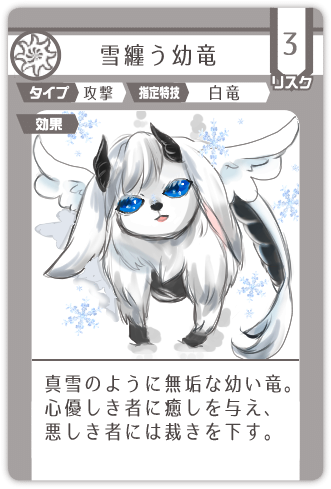 雪纏う幼竜
3
リスク
タイプ 攻撃 指定特技 白竜
効果
真雪のように無垢な幼い竜。
心優しき者に癒しを与え、
悪しき者には裁きを下す。